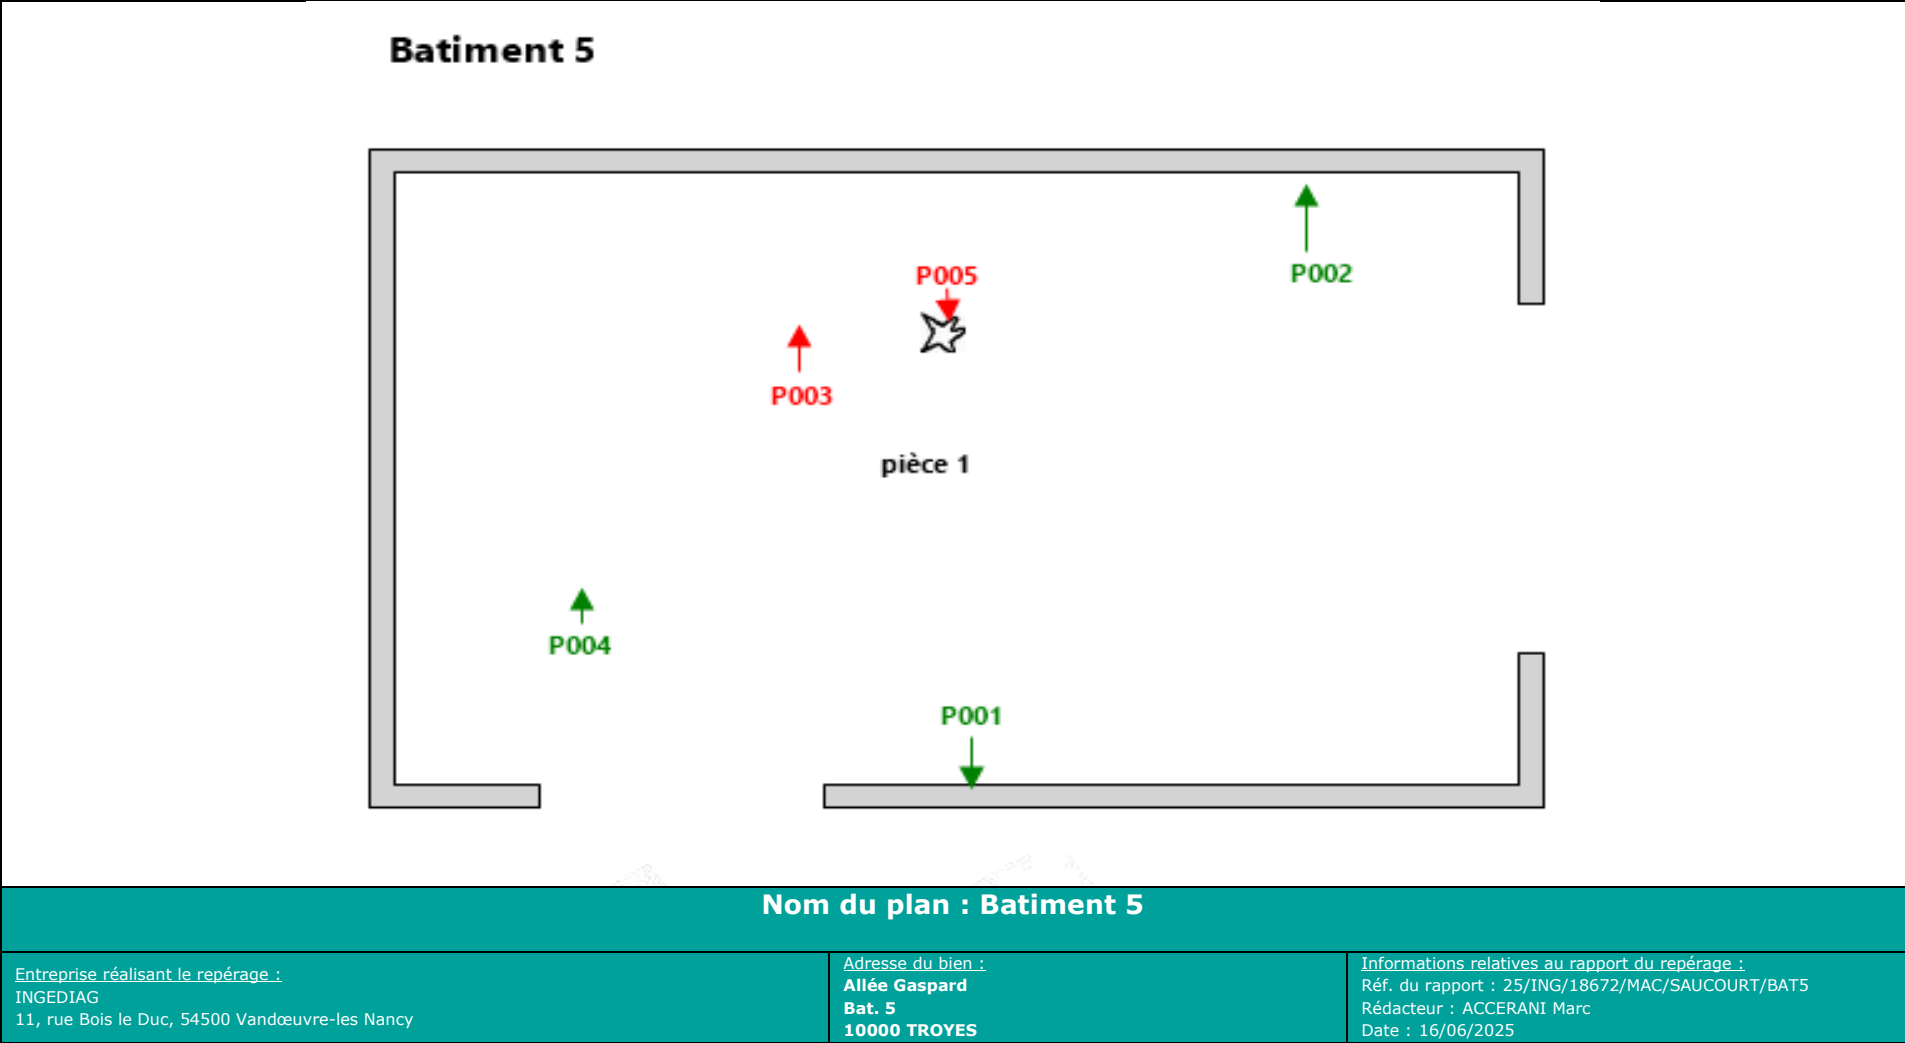 Batiment 5
P005
P002
P003
pièce 1
P004
P001
Nom du plan : Batiment 5
Entreprise réalisant le repérage :
INGEDIAG
11, rue Bois le Duc, 54500 Vandœuvre-les Nancy
Adresse du bien :
Allée Gaspard
Bat. 5
10000 TROYES
Informations relatives au rapport du repérage :
Réf. du rapport : 25/ING/18672/MAC/SAUCOURT/BAT5
Rédacteur : ACCERANI Marc
Date : 16/06/2025